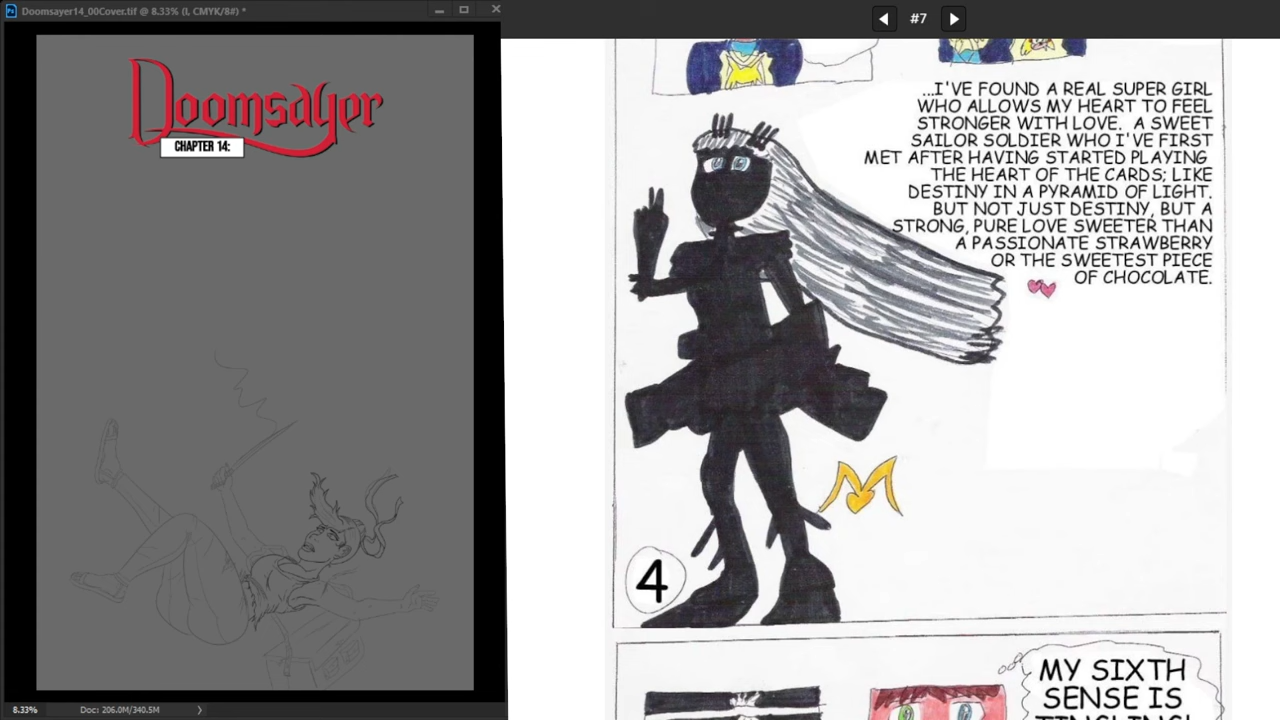 Doomsayer14_00Cover.tif @ 8.33% (I, CMYK/8#) *
Doomsayer
CHAPTER 14:
8.33%
Doc: 206.0M/340.5M
#7
...I'VE FOUND A REAL SUPER GIRL
WHO ALLOWS MY HEART TO FEEL
STRONGER WITH LOVE. A SWEET
SAILOR SOLDIER WHO I'VE FIRST
MET AFTER HAVING STARTED PLAYING
THE HEART OF THE CARDS; LIKE
DESTINY IN A PYRAMID OF LIGHT.
BUT NOT JUST DESTINY, BUT A
STRONG, PURE LOVE SWEETER THAN
A PASSIONATE STRAWBERRY
OR THE SWEETEST PIECE
OF CHOCOLATE.
M
4
MY SIXTH
SENSE IS
TINGLING!